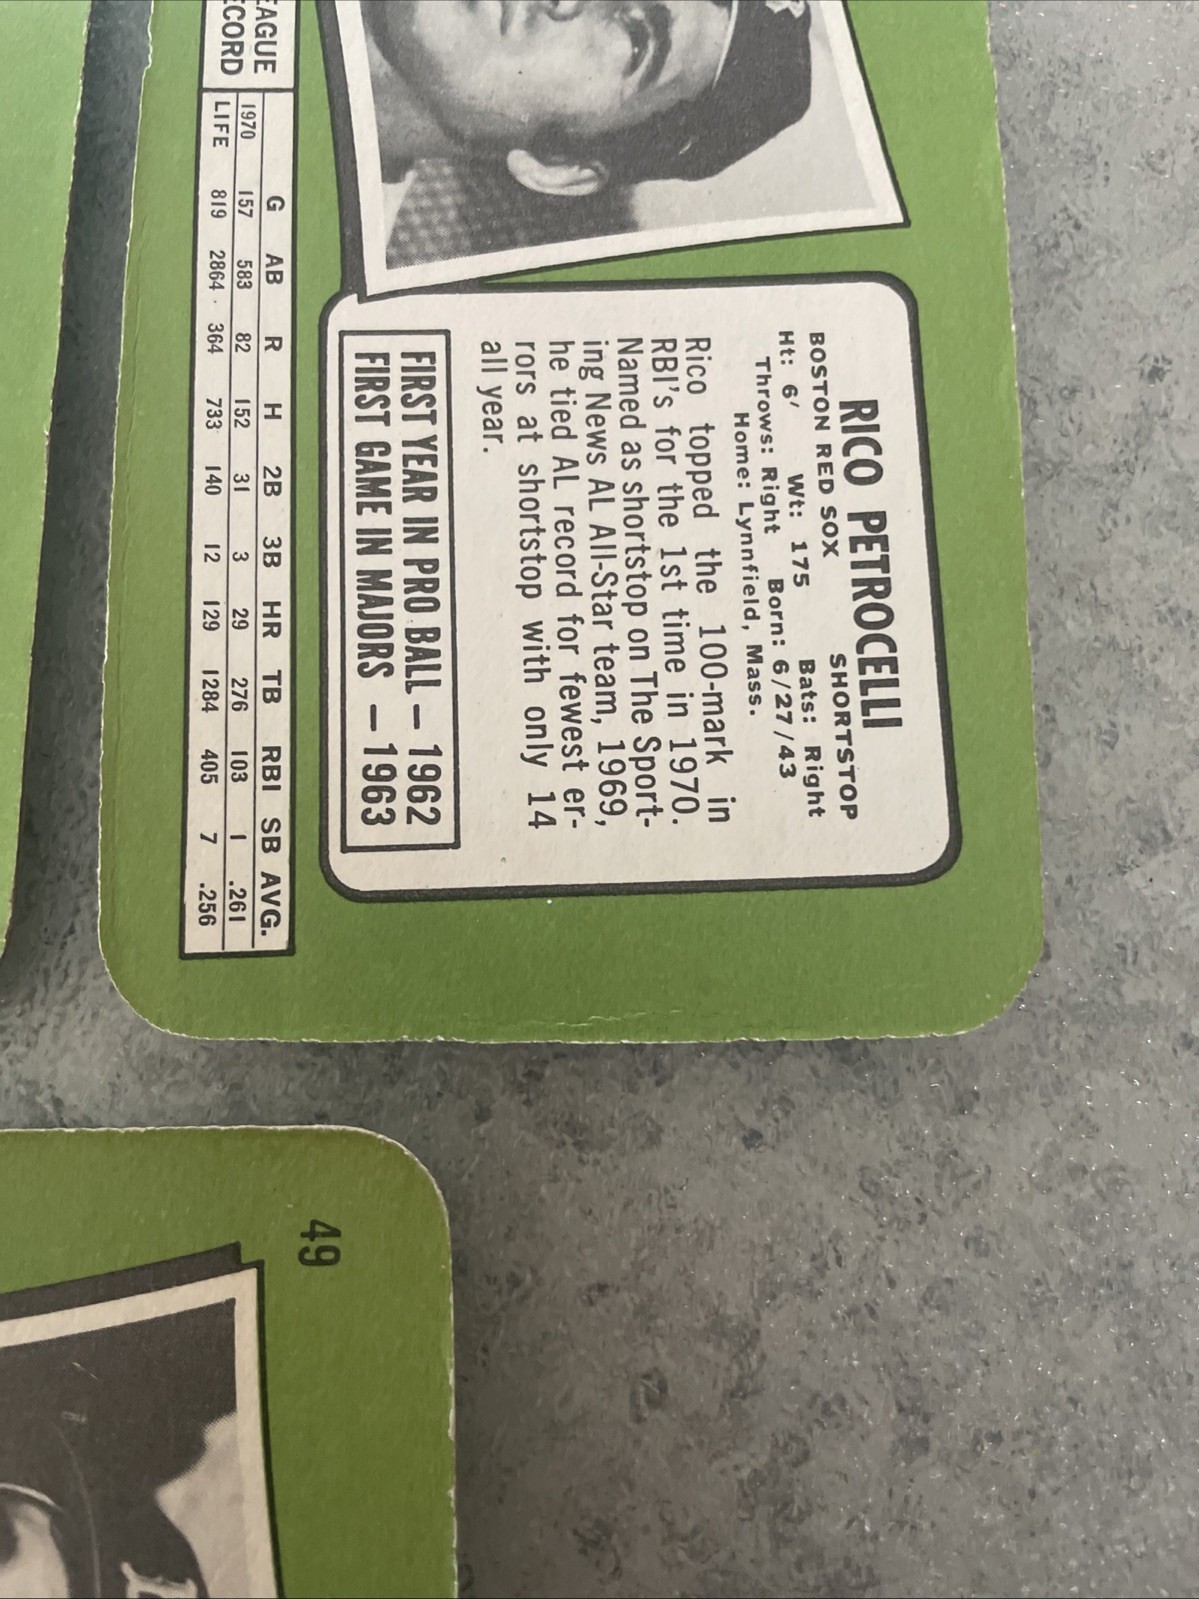 RICO PETROCELLI
BOSTON RED SOX SHORTSTOP
Ht: 6' Wt: 175 Bats: Right
Throws: Right Born: 6/27/43
Home: Lynnfield, Mass.
Rico topped the 100-mark in
RBI's for the 1st time in 1970.
Named as shortstop on The Sport-
ing News AL All-Star team, 1969,
he tied AL record for fewest er-
rors at shortstop with only 14
all year.
FIRST YEAR IN PRO BALL — 1962
FIRST GAME IN MAJORS — 1963
EAGUE G AB R H 2B 3B HR TB RBI SB AVG.
ECORD 1970 157 583 82 152 31 3 29 276 103 1 .261
LIFE 819 2864 364 733 140 12 129 1284 405 7 .256
49